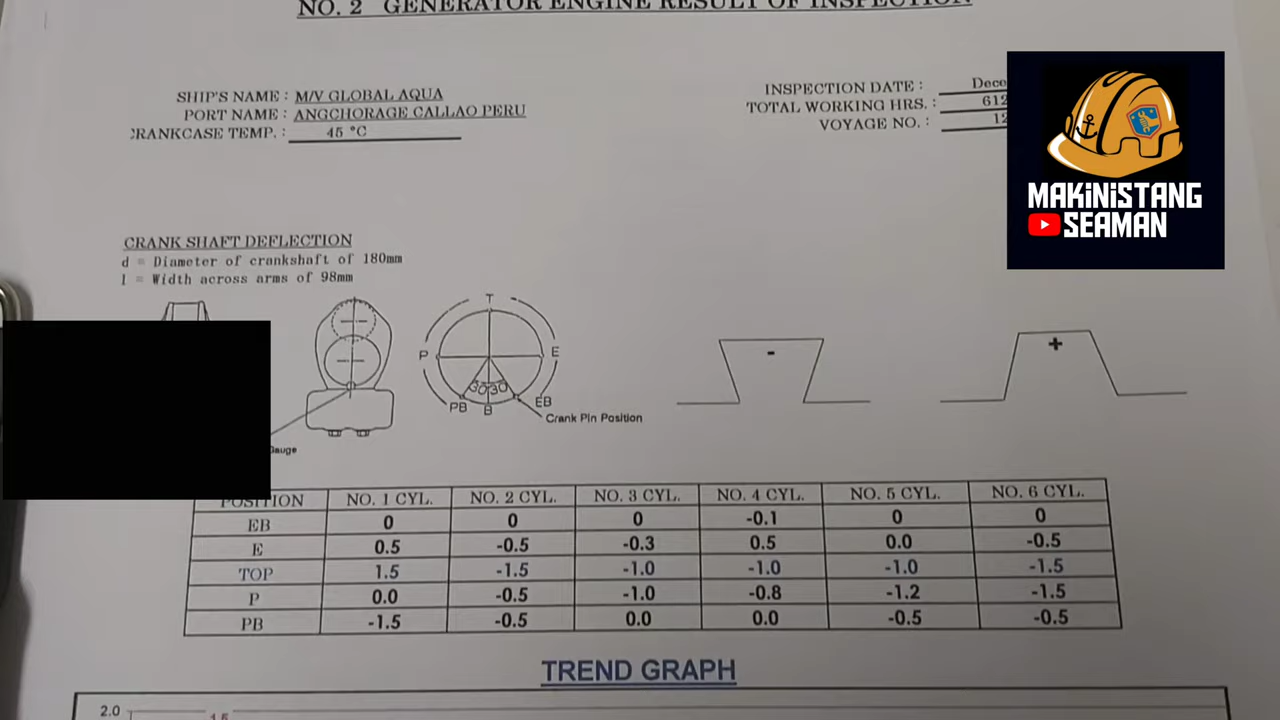 NO. 2 GENERATOR ENGINE RESULT OF INSPECTION
SHIP'S NAME : M/V GLOBAL AQUA
PORT NAME : ANGCHORAGE CALLAO PERU
CRANKCASE TEMP. : 45 °C
INSPECTION DATE :
TOTAL WORKING HRS. : 612
VOYAGE NO. : 12
MAKINISTANG
SEAMAN
CRANK SHAFT DEFLECTION
d = Diameter of crankshaft of 180mm
l = Width across arms of 98mm
T
P E
30 30
PB B EB
Crank Pin Position
Gauge
-
+
POSITION NO. 1 CYL. NO. 2 CYL. NO. 3 CYL. NO. 4 CYL. NO. 5 CYL. NO. 6 CYL.
EB 0 0 0 -0.1 0 0
E 0.5 -0.5 -0.3 0.5 0.0 -0.5
TOP 1.5 -1.5 -1.0 -1.0 -1.0 -1.5
P 0.0 -0.5 -1.0 -0.8 -1.2 -1.5
PB -1.5 -0.5 0.0 0.0 -0.5 -0.5
TREND GRAPH
2.0
1.5